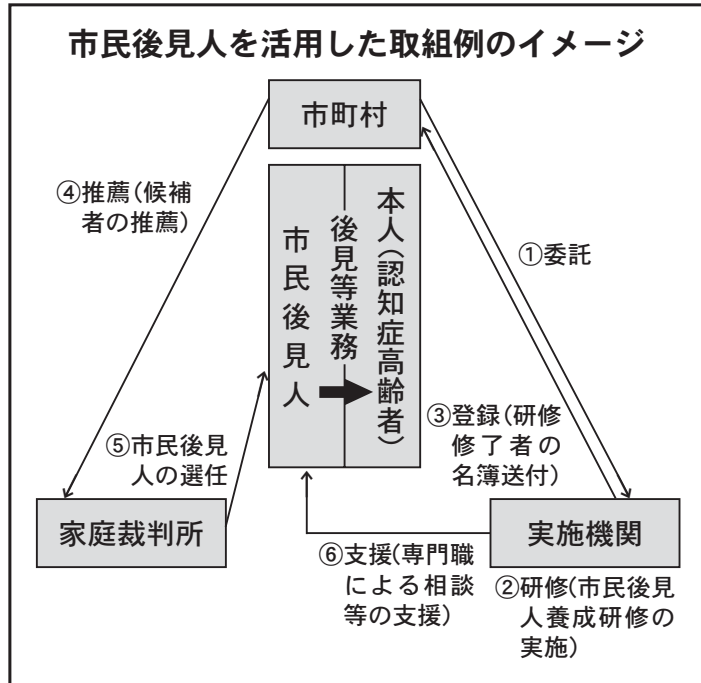 市民後見人を活用した取組例のイメージ
市町村
④推薦(候補
者の推薦)
①委託
市民後見人
後見等業務
本人(認知症高齢者)
③登録(研修
修了者の
名簿送付)
⑤市民後見
人の選任
家庭裁判所
実施機関
⑥支援(専門職
による相談
等の支援)
②研修(市民後見
人養成研修の
実施)